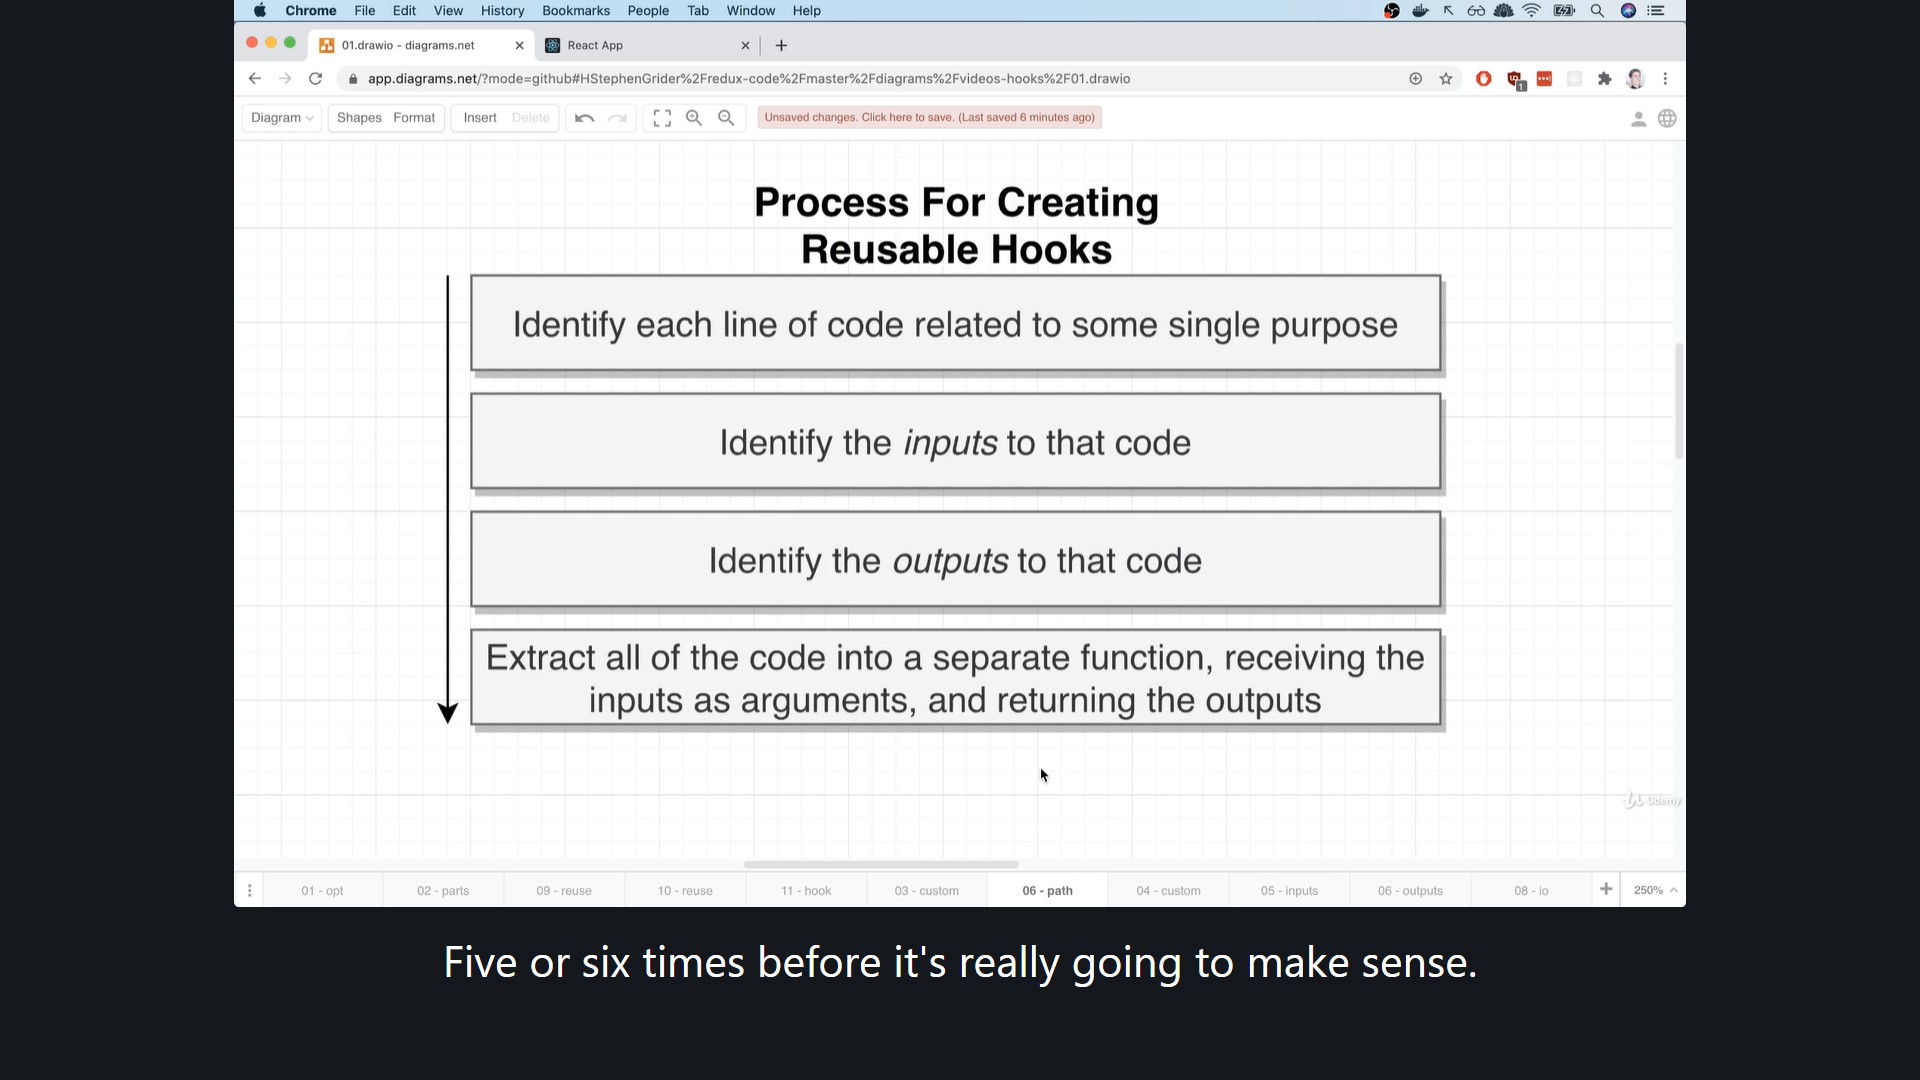 Chrome File Edit View History Bookmarks People Tab Window Help
01.drawio - diagrams.net
React App
app.diagrams.net/?mode=github#HStephenGrider%2Fredux-code%2Fmaster%2Fdiagrams%2Fvideos-hooks%2F01.drawio
1
Diagram Shapes Format Insert Delete Unsaved changes. Click here to save. (Last saved 6 minutes ago)
Process For Creating
Reusable Hooks
Identify each line of code related to some single purpose
Identify the inputs to that code
Identify the outputs to that code
Extract all of the code into a separate function, receiving the
inputs as arguments, and returning the outputs
Udemy
01 - opt 02 - parts 09 - reuse 10 - reuse 11 - hook 03 - custom 06 - path 04 - custom 05 - inputs 06 - outputs 08 - io 250%
Five or six times before it's really going to make sense.